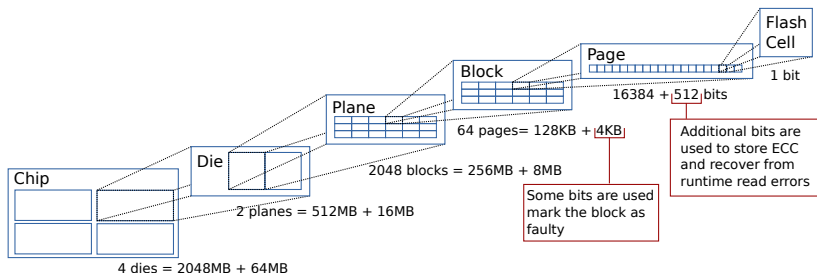 Flash
Cell
1 bit
Page
16384 + 512 bits
Additional bits are
used to store ECC
and recover from
runtime read errors
Block
64 pages= 128KB + 4KB
Some bits are used
mark the block as
faulty
Plane
2048 blocks = 256MB + 8MB
Die
2 planes = 512MB + 16MB
Chip
4 dies = 2048MB + 64MB